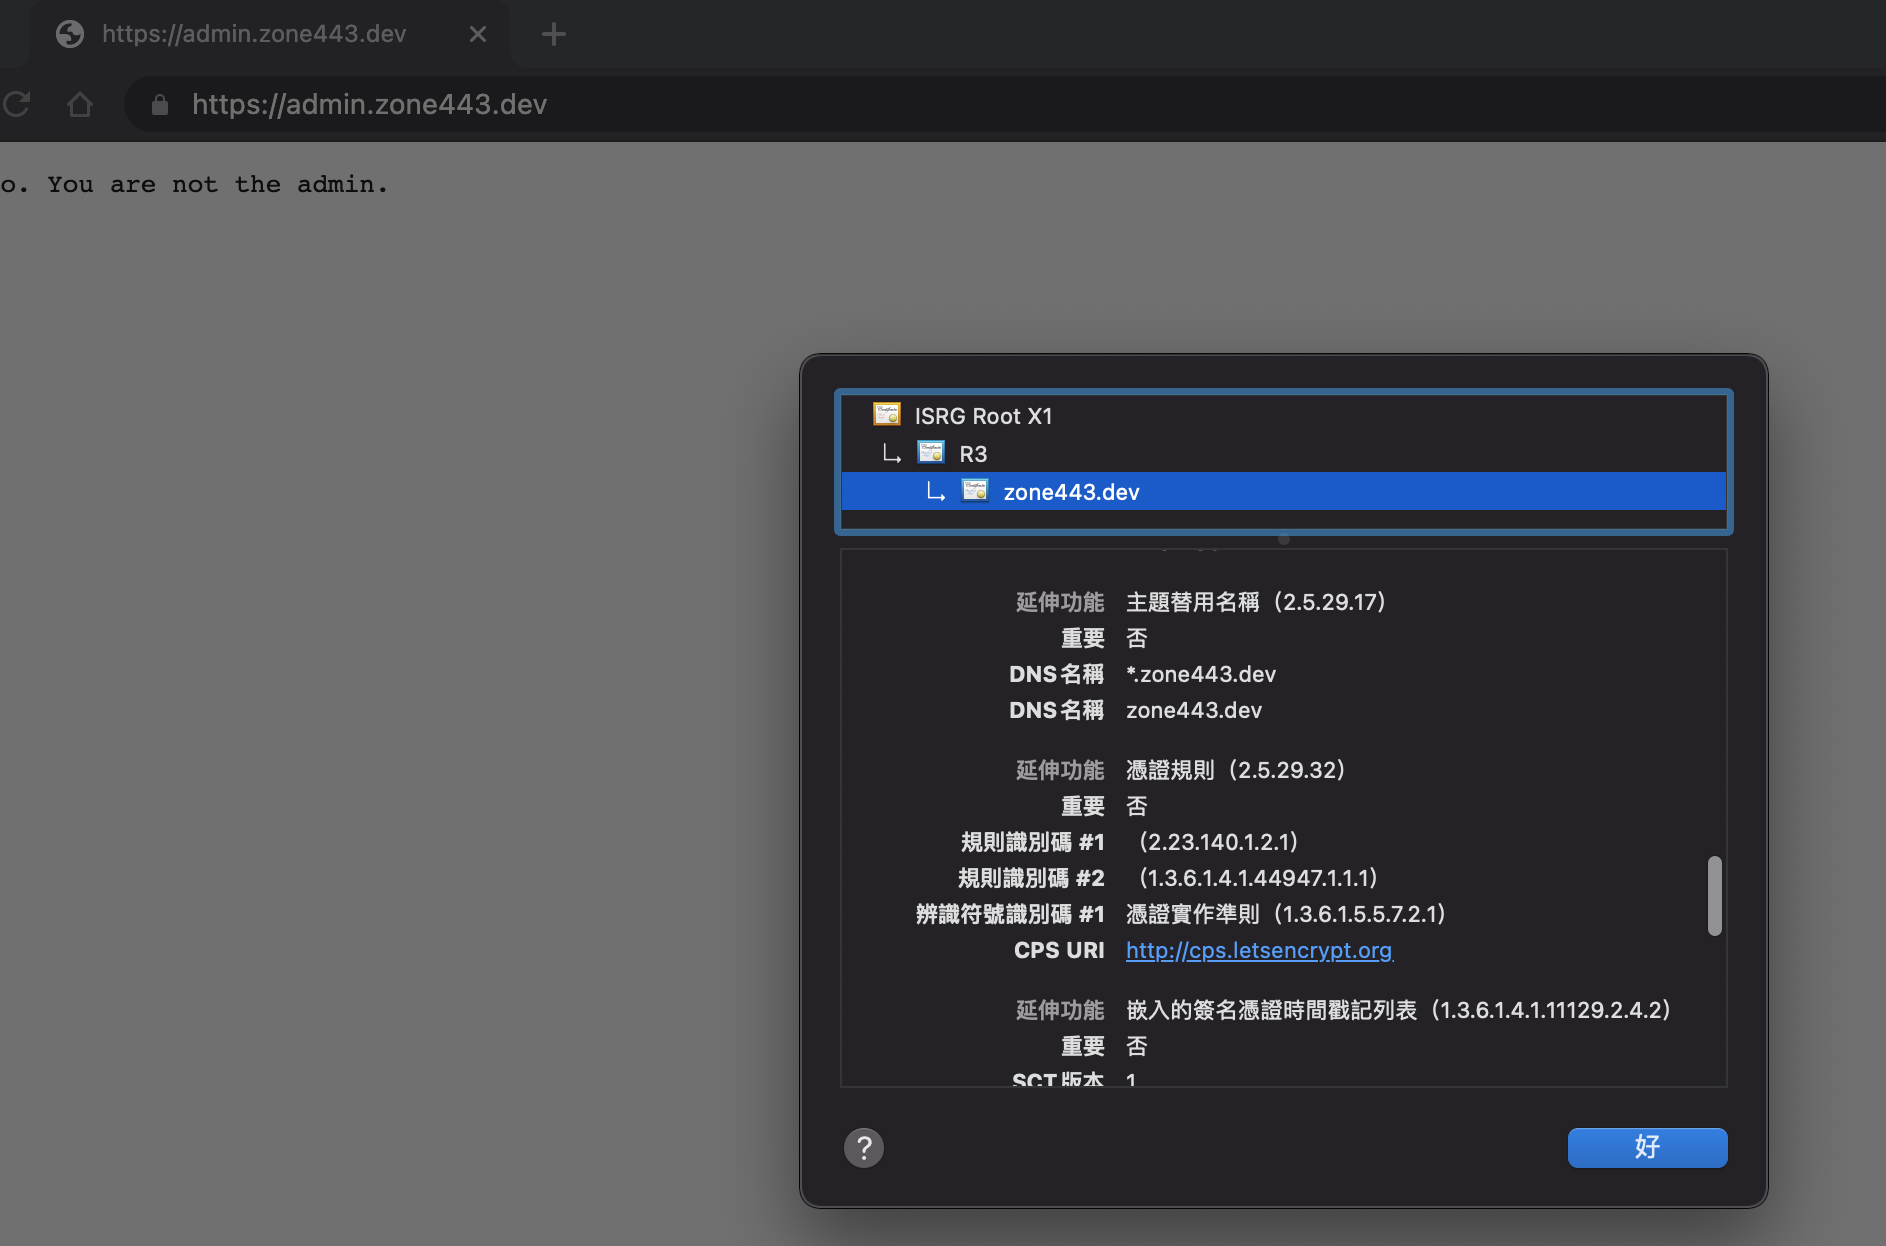 https://admin.zone443.dev
https://admin.zone443.dev
o. You are not the admin.
ISRG Root X1
R3
zone443.dev
延伸功能 主題替用名稱（2.5.29.17）
重要 否
DNS名稱 *.zone443.dev
DNS名稱 zone443.dev
延伸功能 憑證規則（2.5.29.32）
重要 否
規則識別碼 #1 （2.23.140.1.2.1）
規則識別碼 #2 （1.3.6.1.4.1.44947.1.1.1）
辨識符號識別碼 #1 憑證實作準則（1.3.6.1.5.5.7.2.1）
CPS URI http://cps.letsencrypt.org
延伸功能 嵌入的簽名憑證時間戳記列表（1.3.6.1.4.1.11129.2.4.2）
重要 否
SCT版本 1
?
好